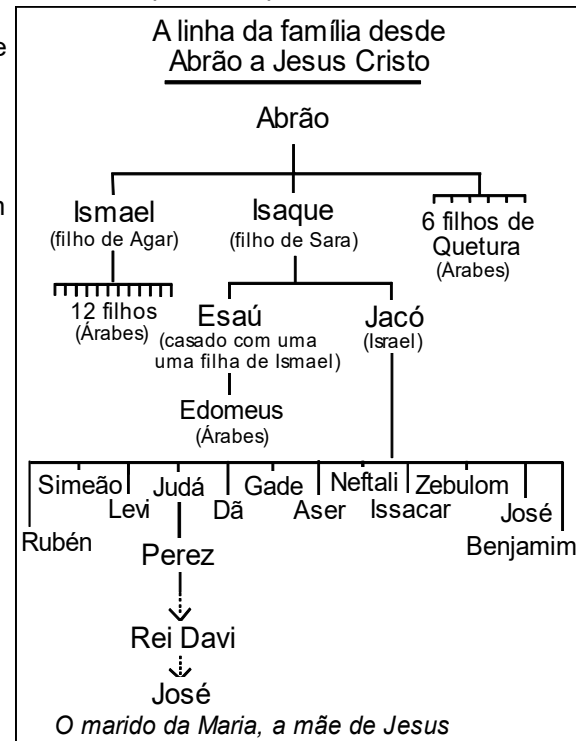 A linha da família desde
Abrão a Jesus Cristo
Abrão
Ismael
(filho de Agar)
Isaque
(filho de Sara)
6 filhos de
Quetura
(Arabes)
12 filhos
(Árabes)
Esaú
(casado com uma
uma filha de Ismael)
Jacó
(Israel)
Edomeus
(Árabes)
Simeão Judá Gade Neftali Zebulom
Levi Dã Aser Issacar José
Rubén Benjamim
Perez
Rei Davi
José
O marido da Maria, a mãe de Jesus